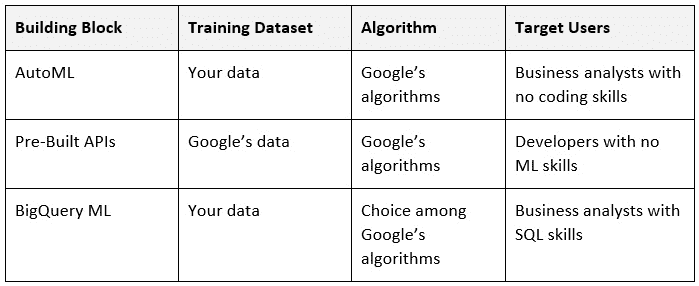 Building Block Training Dataset Algorithm Target Users
AutoML Your data Google's algorithms Business analysts with no coding skills
Pre-Built APIs Google's data Google's algorithms Developers with no ML skills
BigQuery ML Your data Choice among Google's algorithms Business analysts with SQL skills